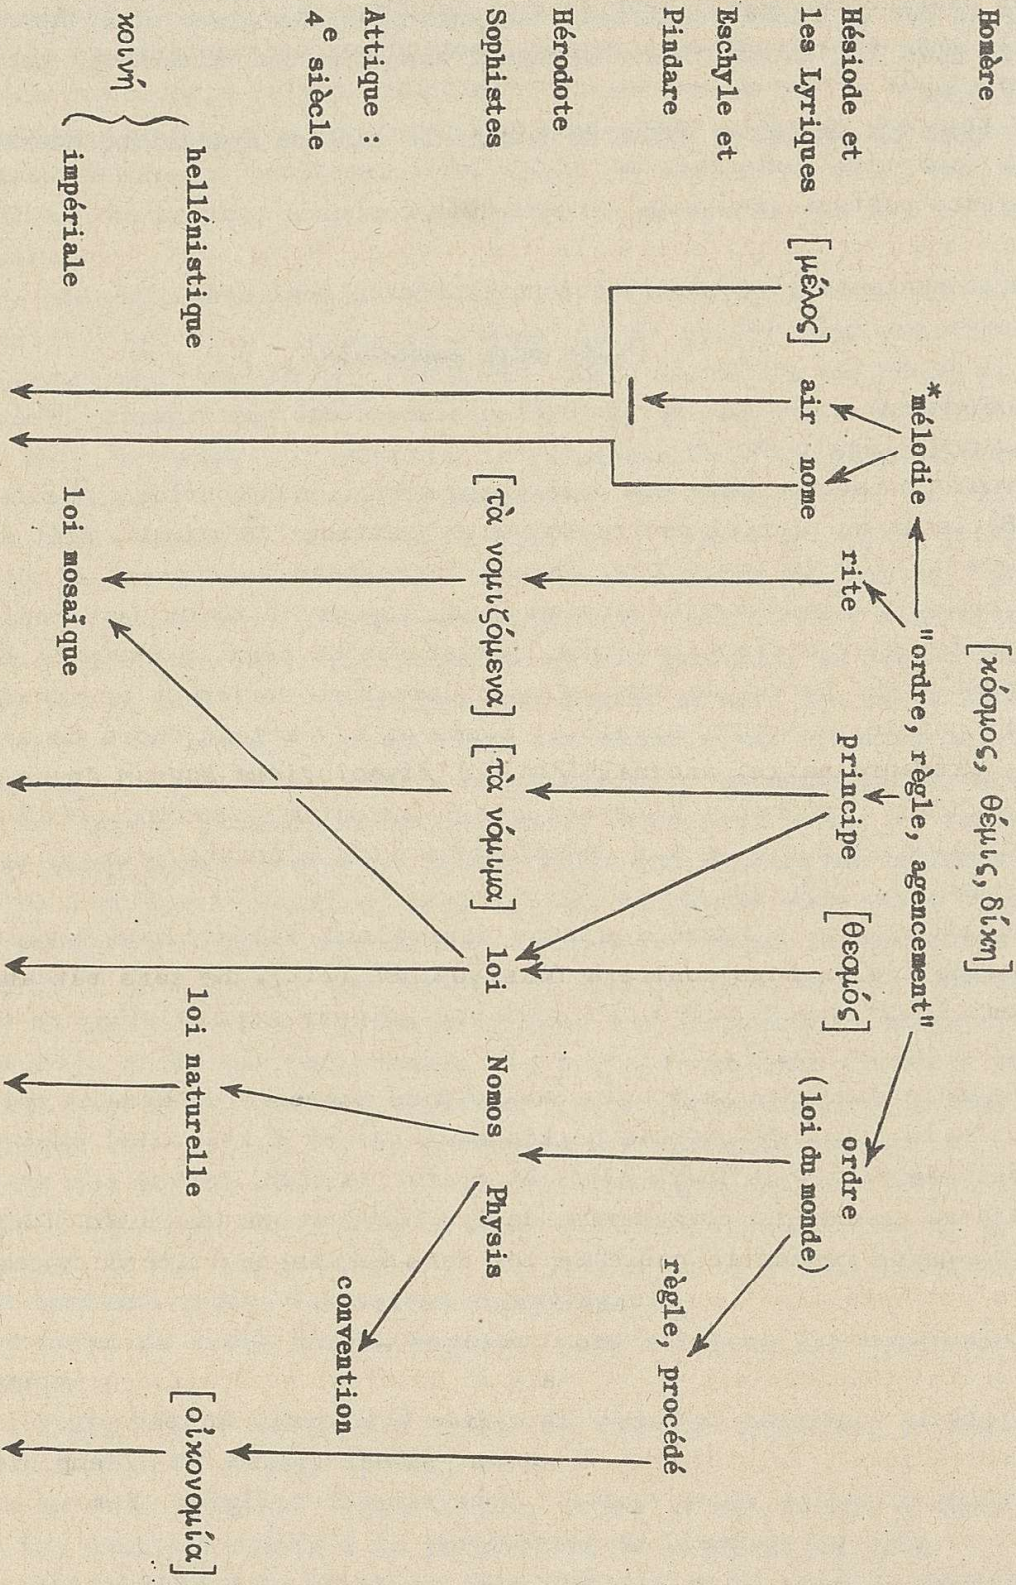 Homère
[κόσμος, θέμις, δίκη]
*mélodie
"ordre, règle, agencement"
Hésiode et
les Lyriques
[μέλος]
air
nome
rite
principe
[θεσμός]
ordre
(loi du monde)
Eschyle et
Pindare
règle, procédé
Hérodote
Sophistes
[τὰ νομιζόμενα]
[τὰ νόμιμα]
loi
Nomos
Physis
Attique :
4e siècle
convention
κοινή
hellénistique
loi naturelle
[οἰκονομία]
impériale
loi mosaïque